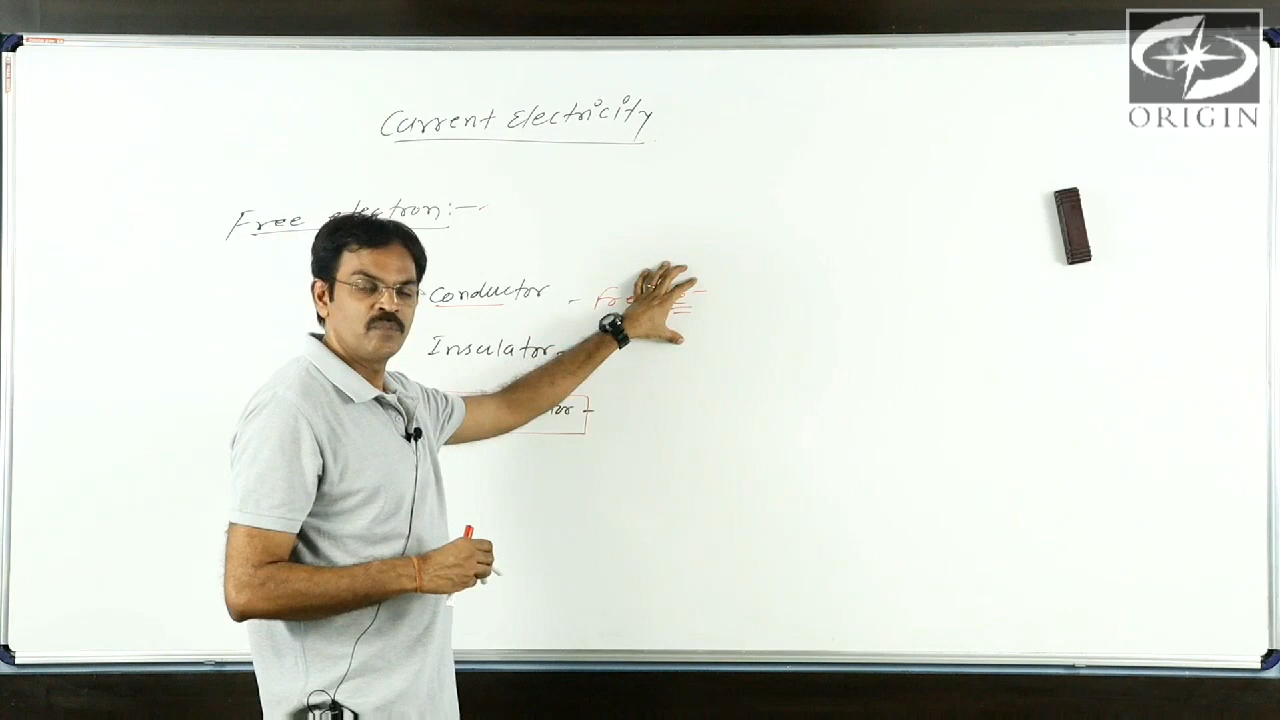 ORIGIN
Current Electricity
Free electron:-
Conductor -
Insulator